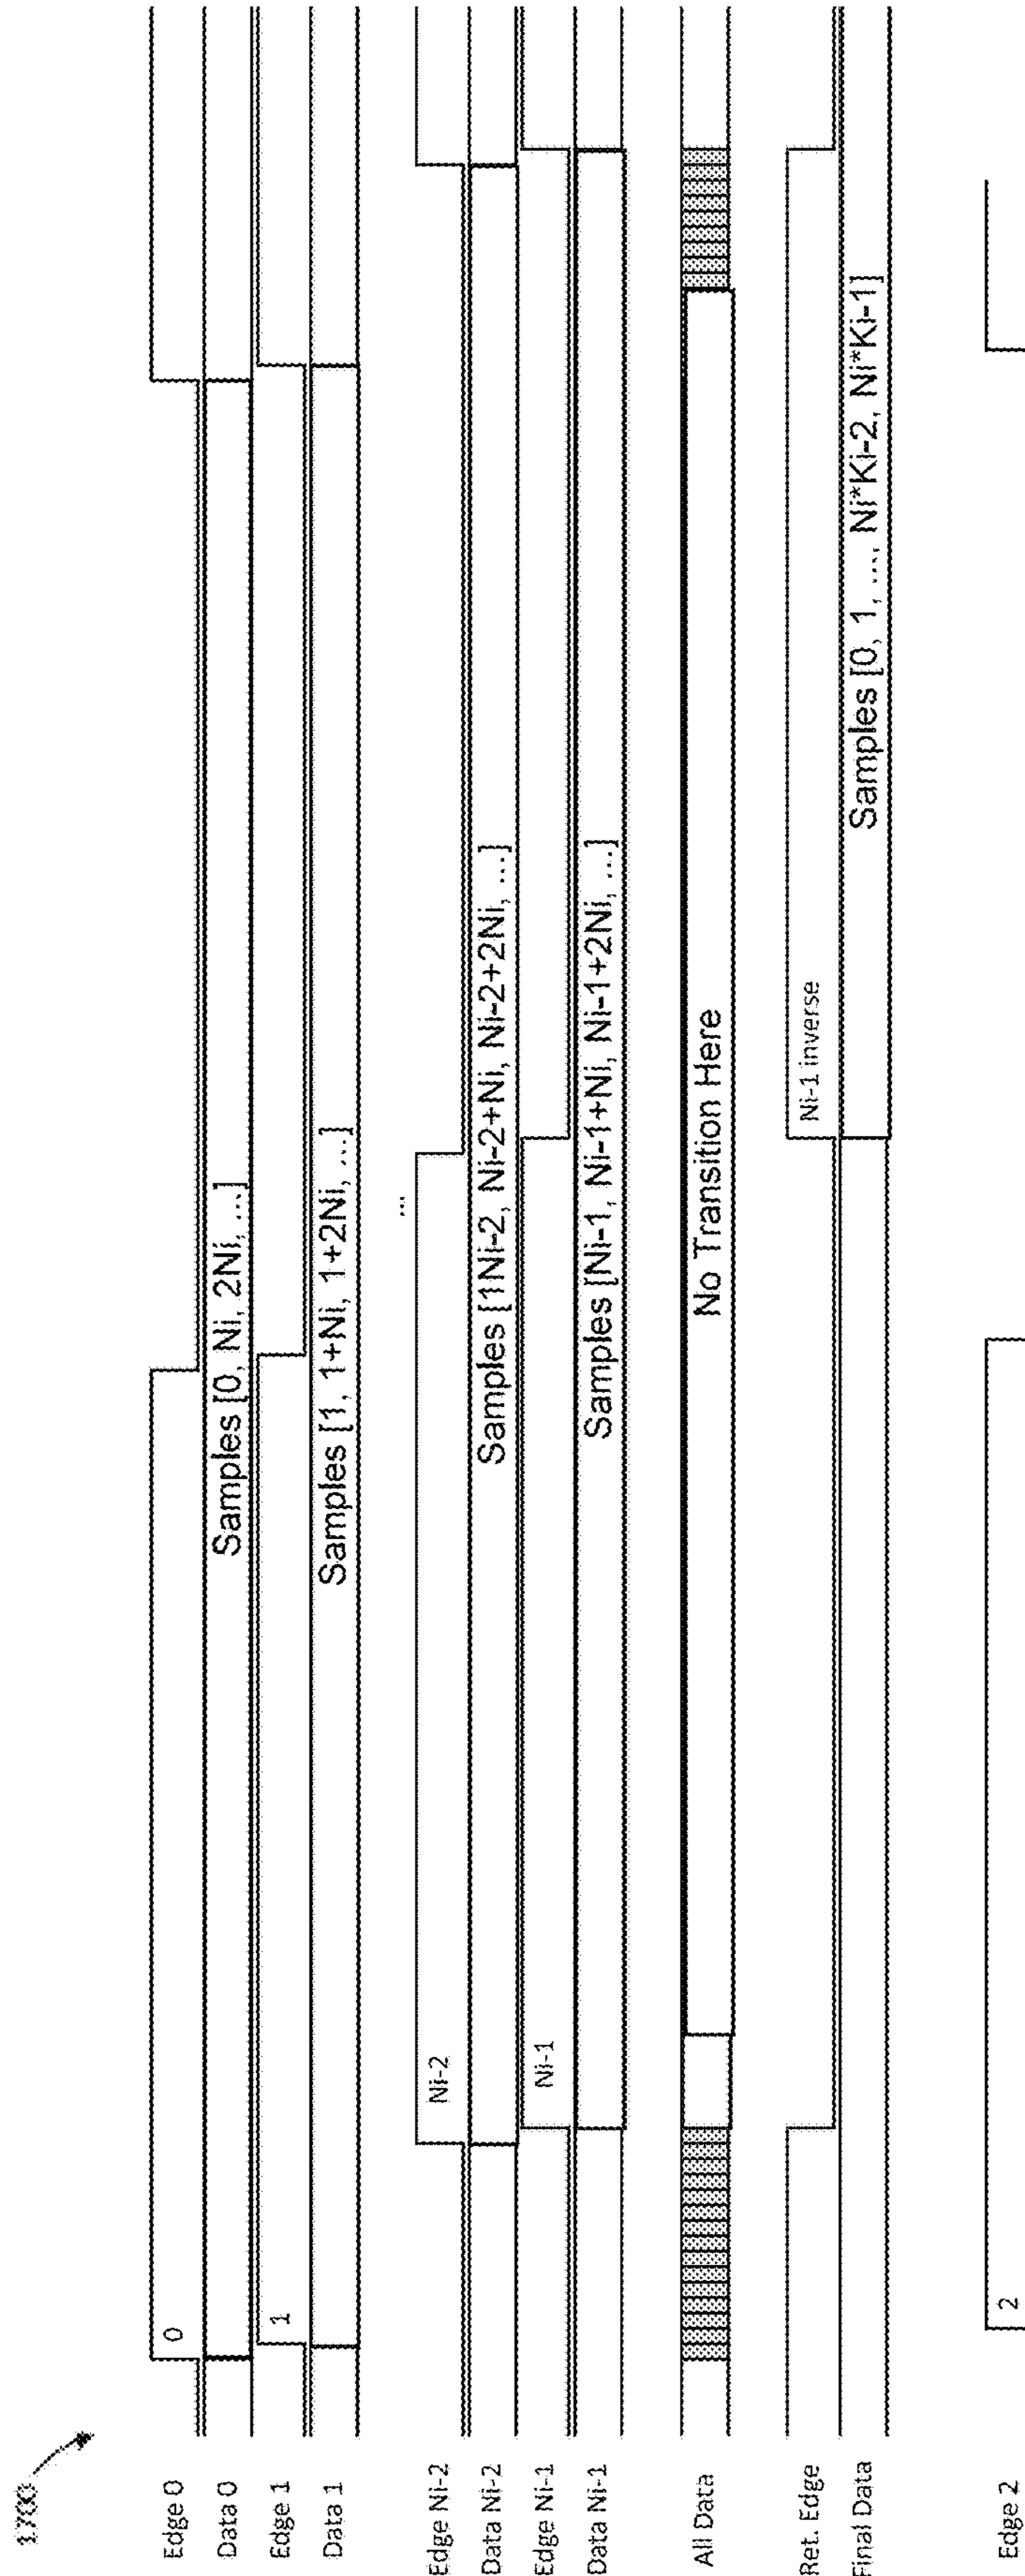 1700
Edge 0
0
Data 0
Samples [0, Ni, 2Ni, ...]
Edge 1
1
Data 1
Samples [1, 1+Ni, 1+2Ni, ...]
...
Edge Ni-2
Ni-2
Data Ni-2
Samples [1Ni-2, Ni-2+Ni, Ni-2+2Ni, ...]
Edge Ni-1
Ni-1
Data Ni-1
Samples [Ni-1, Ni-1+Ni, Ni-1+2Ni, ...]
All Data
No Transition Here
Ret. Edge
Ni-1 inverse
Final Data
Samples [0, 1, ..., Ni*Ki-2, Ni*Ki-1]
Edge 2
2